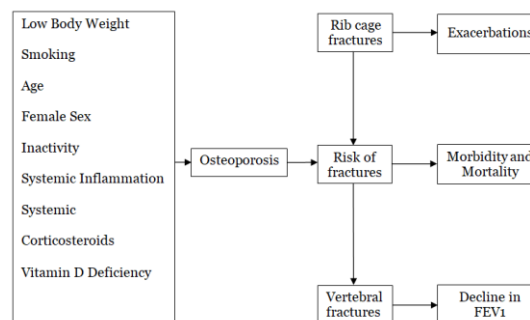 Low Body Weight
Smoking
Age
Female Sex
Inactivity
Systemic Inflammation
Systemic
Corticosteroids
Vitamin D Deficiency
Osteoporosis
Rib cage
fractures
Exacerbations
Risk of
fractures
Morbidity and
Mortality
Vertebral
fractures
Decline in
FEV1